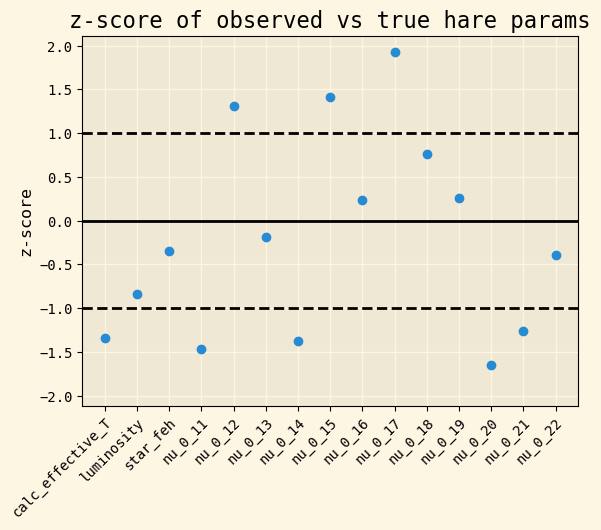 z-score of observed vs true hare params
z-score
2.0
1.5
1.0
0.5
0.0
−0.5
−1.0
−1.5
−2.0
calc_effective_T
luminosity
star_feh
nu_0_11
nu_0_12
nu_0_13
nu_0_14
nu_0_15
nu_0_16
nu_0_17
nu_0_18
nu_0_19
nu_0_20
nu_0_21
nu_0_22